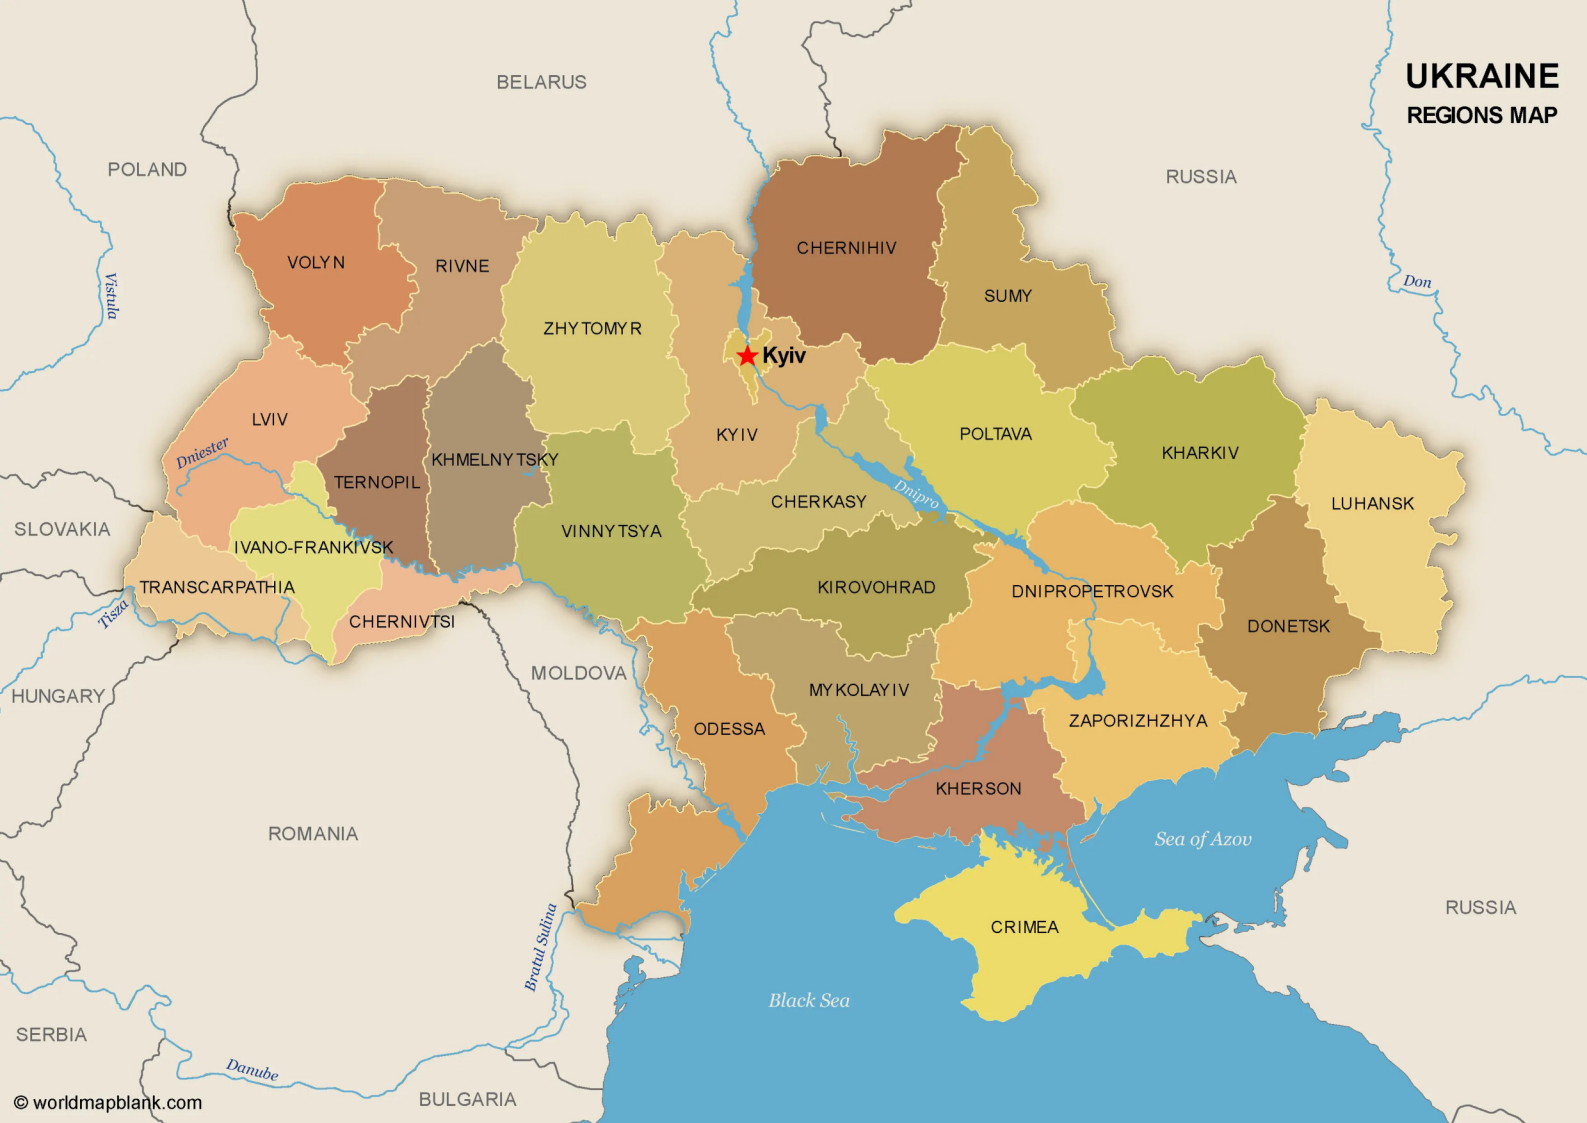 UKRAINE
REGIONS MAP
BELARUS
POLAND
RUSSIA
CHERNIHIV
VOLYN
RIVNE
Vistula
Don
SUMY
ZHYTOMYR
Kyiv
LVIV
KYIV
POLTAVA
Dniester
KHMELNYTSKY
KHARKIV
TERNOPIL
Dnipro
CHERKASY
LUHANSK
SLOVAKIA
VINNYTSYA
IVANO-FRANKIVSK
TRANSCARPATHIA
KIROVOHRAD
DNIPROPETROVSK
Tisza
CHERNIVTSI
DONETSK
MOLDOVA
HUNGARY
MYKOLAYIV
ODESSA
ZAPORIZHZHYA
KHERSON
ROMANIA
Sea of Azov
RUSSIA
CRIMEA
Bratul Sulina
Black Sea
SERBIA
Danube
BULGARIA
© worldmapblank.com